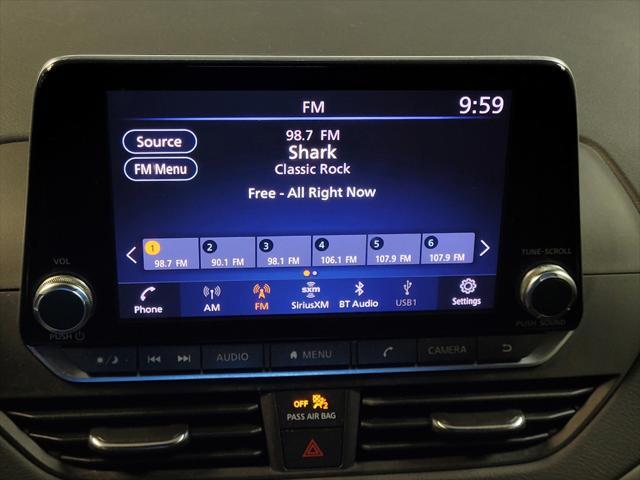 FM
9:59
Source
98.7 FM
Shark
FM Menu
Classic Rock
Free - All Right Now
1 2 3 4 5 6
98.7 FM 90.1 FM 98.1 FM 106.1 FM 107.9 FM 107.9 FM
VOL
TUNE-SCROLL
Phone AM FM sxm SiriusXM BT Audio USB1 Settings
PUSH
PUSH SOUND
AUDIO MENU CAMERA
OFF 2
PASS AIR BAG